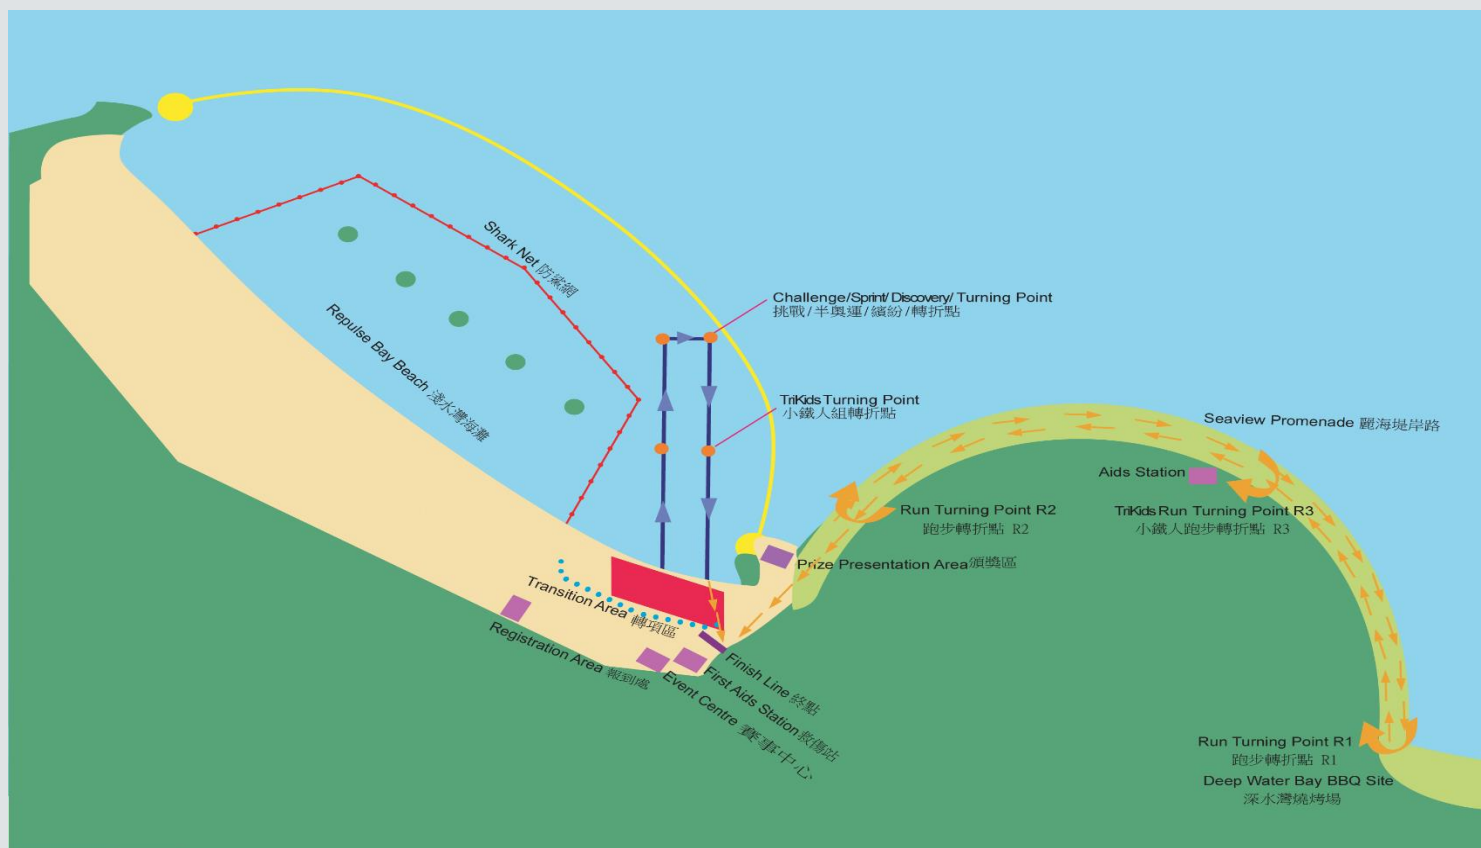 Shark Net 防鯊網
Repulse Bay Beach 淺水灣海灘
Challenge/Sprint/ Discovery/ Turning Point
挑戰/半奧運/繽紛/轉折點
TriKids Turning Point
小鐵人組轉折點
Seaview Promenade 麗海堤岸路
Aids Station
TriKids Run Turning Point R3
小鐵人跑步轉折點 R3
Run Turning Point R2
跑步轉折點 R2
Prize Presentation Area 頒獎區
Transition Area 轉項區
Registration Area 報到處
Event Centre 賽事中心
First Aids Station 救傷站
Finish Line 終點
Run Turning Point R1
跑步轉折點 R1
Deep Water Bay BBQ Site
深水灣燒烤場